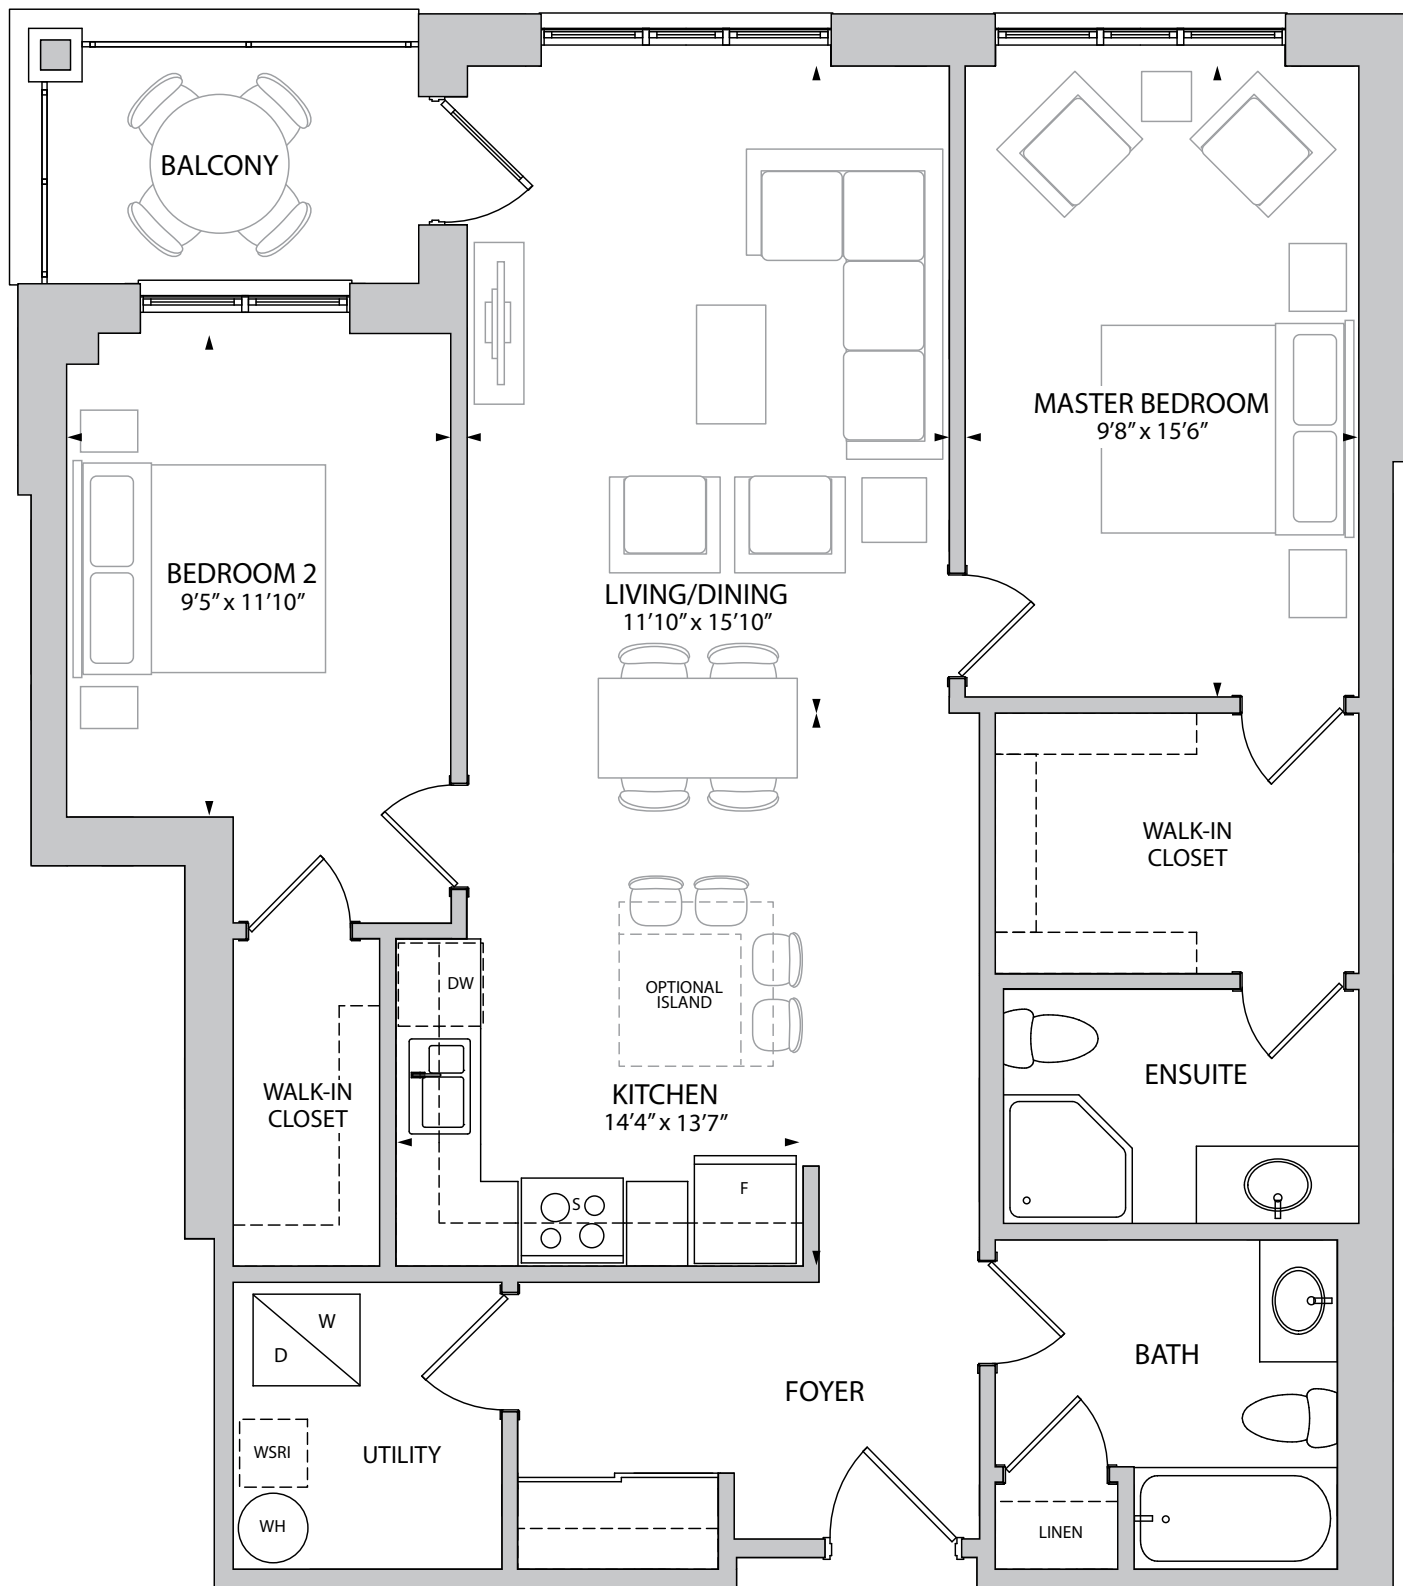 BALCONY
MASTER BEDROOM
9'8" x 15'6"
BEDROOM 2
9'5" x 11'10"
LIVING/DINING
11'10" x 15'10"
WALK-IN
CLOSET
DW
OPTIONAL
ISLAND
WALK-IN
CLOSET
KITCHEN
14'4" x 13'7"
ENSUITE
S
F
W
D
FOYER
BATH
WSRI
UTILITY
WH
LINEN